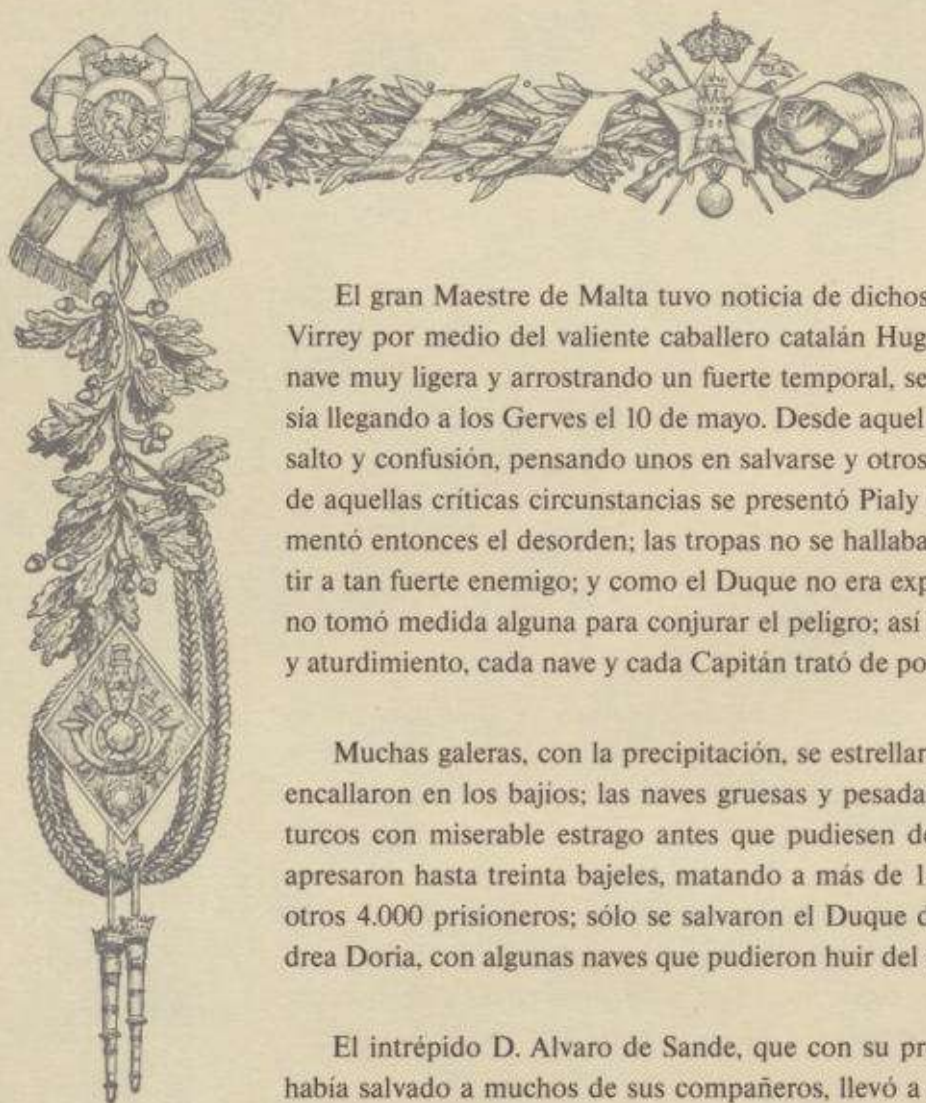 El gran Maestre de Malta tuvo noticia de dichos
Virrey por medio del valiente caballero catalán Hug
nave muy ligera y arrostrando un fuerte temporal, se
sía llegando a los Gerves el 10 de mayo. Desde aquel
salto y confusión, pensando unos en salvarse y otros
de aquellas críticas circunstancias se presentó Pialy
mentó entonces el desorden; las tropas no se hallaba
tir a tan fuerte enemigo; y como el Duque no era exp
no tomó medida alguna para conjurar el peligro; así
y aturdimiento, cada nave y cada Capitán trató de po
Muchas galeras, con la precipitación, se estrellar
encallaron en los bajíos; las naves gruesas y pesada
turcos con miserable estrago antes que pudiesen de
apresaron hasta treinta bajeles, matando a más de 1
otros 4.000 prisioneros; sólo se salvaron el Duque d
drea Doria, con algunas naves que pudieron huir del
El intrépido D. Alvaro de Sande, que con su pr
había salvado a muchos de sus compañeros, llevó a